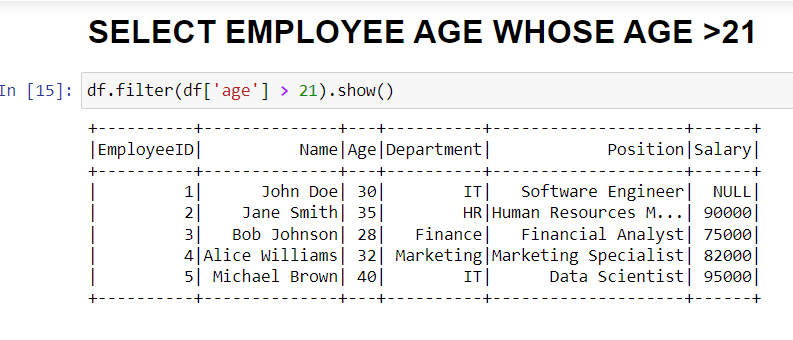 SELECT EMPLOYEE AGE WHOSE AGE >21
In [15]: df.filter(df['age'] > 21).show()
+----------+--------------+---+----------+--------------------+------+
|EmployeeID|          Name|Age|Department|            Position|Salary|
+----------+--------------+---+----------+--------------------+------+
|         1|      John Doe| 30|        IT|   Software Engineer|  NULL|
|         2|    Jane Smith| 35|        HR|Human Resources M...| 90000|
|         3|   Bob Johnson| 28|   Finance|   Financial Analyst| 75000|
|         4|Alice Williams| 32| Marketing|Marketing Specialist| 82000|
|         5| Michael Brown| 40|        IT|      Data Scientist| 95000|
+----------+--------------+---+----------+--------------------+------+